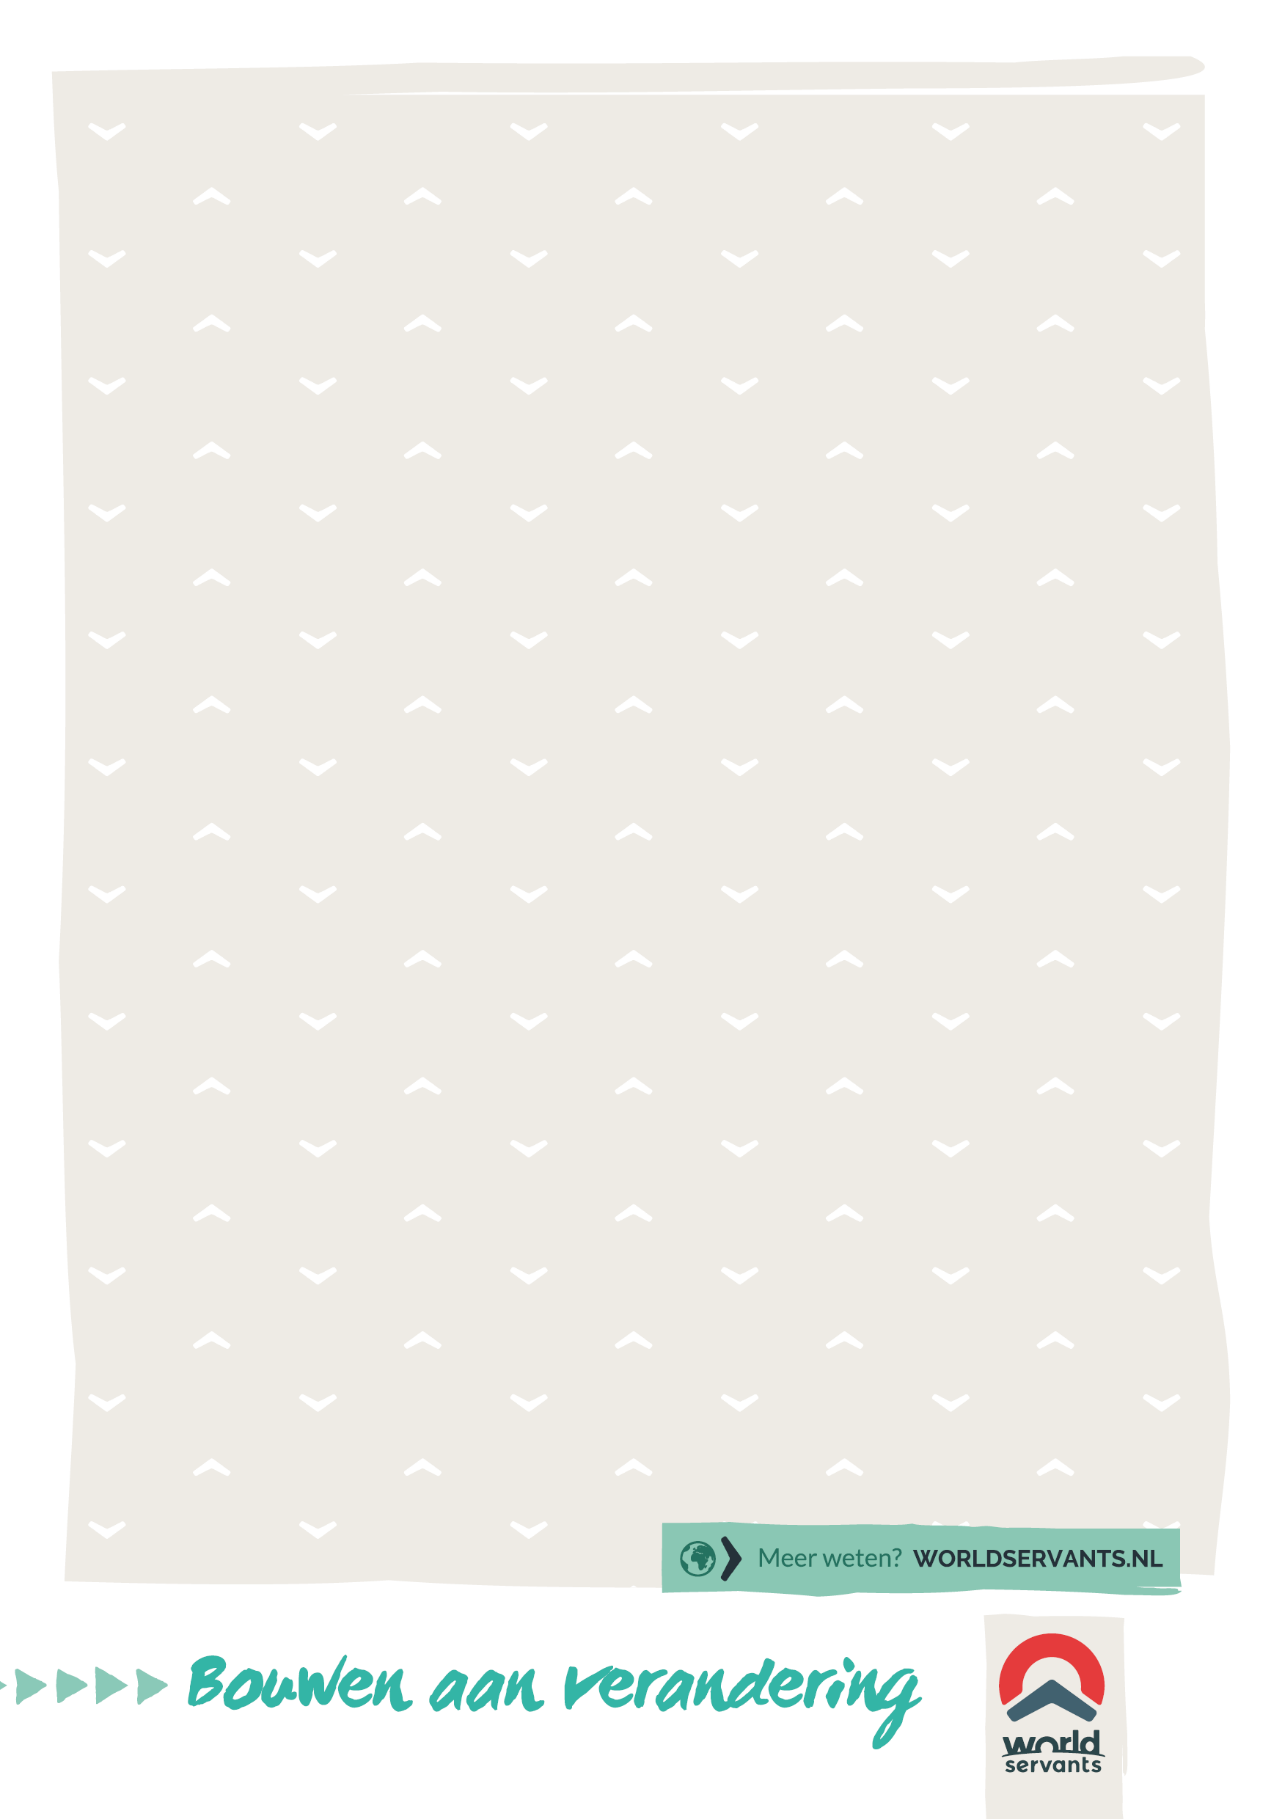 Meer weten? WORLDSERVANTS.NL
Bouwen aan verandering
world
servants